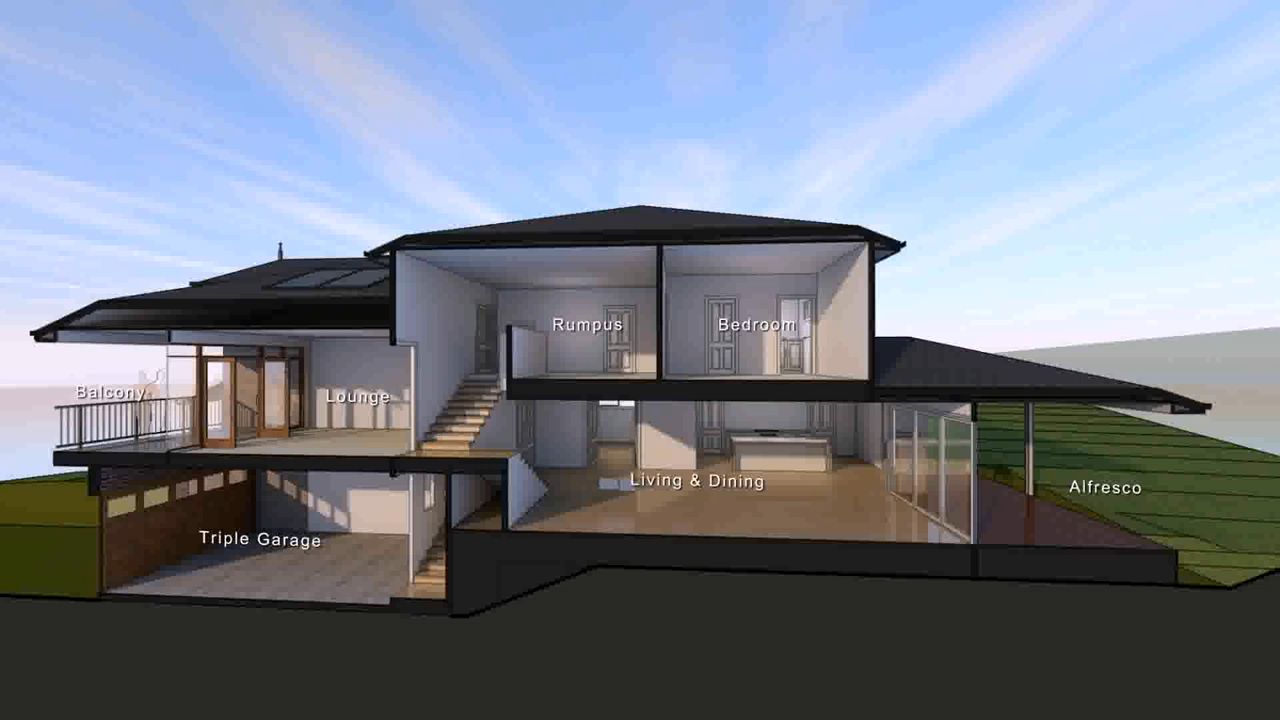 Rumpus
Bedroom
Balcony
Lounge
Living & Dining
Alfresco
Triple Garage